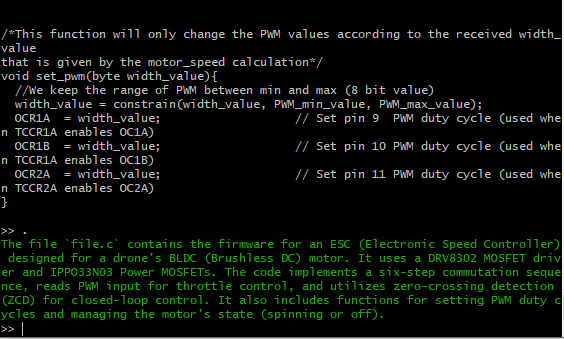 /*This function will only change the PWM values according to the received width_
value
that is given by the motor_speed calculation*/
void set_pwm(byte width_value){
  //We keep the range of PWM between min and max (8 bit value)
  width_value = constrain(width_value, PWM_min_value, PWM_max_value);
  OCR1A  = width_value;                   // Set pin 9  PWM duty cycle (used whe
n TCCR1A enables OC1A)
  OCR1B  = width_value;                   // Set pin 10 PWM duty cycle (used whe
n TCCR1A enables OC1B)
  OCR2A  = width_value;                   // Set pin 11 PWM duty cycle (used whe
n TCCR2A enables OC2A)
}
>> .
The file `file.c` contains the firmware for an ESC (Electronic Speed Controller)
 designed for a drone's BLDC (Brushless DC) motor. It uses a DRV8302 MOSFET driv
er and IPP033N03 Power MOSFETs. The code implements a six-step commutation seque
nce, reads PWM input for throttle control, and utilizes zero-crossing detection
(ZCD) for closed-loop control. It also includes functions for setting PWM duty c
ycles and managing the motor's state (spinning or off).
>>